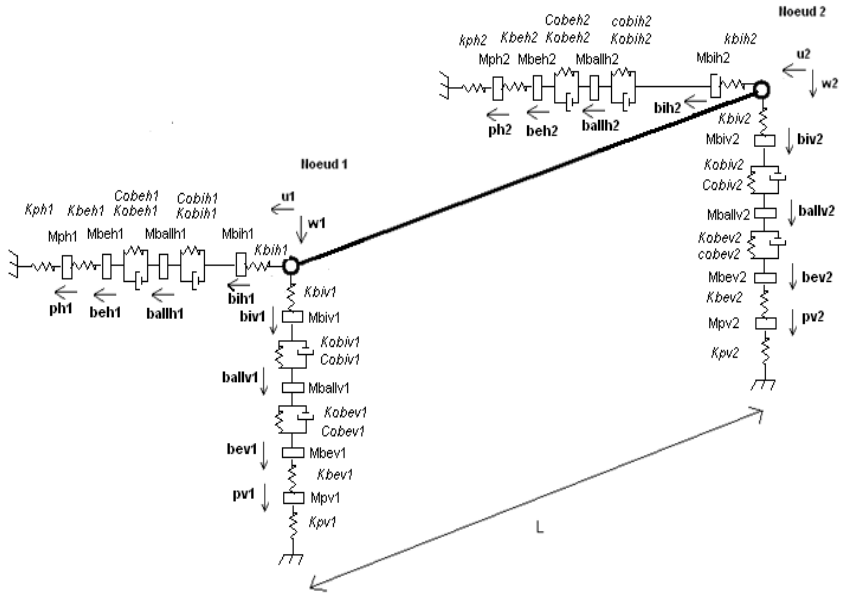 Noeud 2
Cobeh2 cobih2
kph2 Kbeh2 Kobeh2 Kobih2 kbih2
Mph2 Mbeh2 Mballh2 Mbih2
u2
w2
ph2 beh2 ballh2 bih2
Kbiv2
Mbiv2 biv2
Kobiv2
Cobiv2
Mballv2 ballv2
Kobev2
cobev2
Mbev2 bev2
Kbev2
Mpv2 pv2
Kpv2
Noeud 1
Cobeh1 Cobih1
Kph1 Kbeh1 Kobeh1 Kobih1
u1
w1
Mph1 Mbeh1 Mballh1 Mbih1 Kbih1
ph1 beh1 ballh1 bih1
Kbiv1
biv1 Mbiv1
Kobiv1
Cobiv1
ballv1 Mballv1
Kobev1
Cobev1
bev1 Mbev1
Kbev1
pv1 Mpv1
Kpv1
L